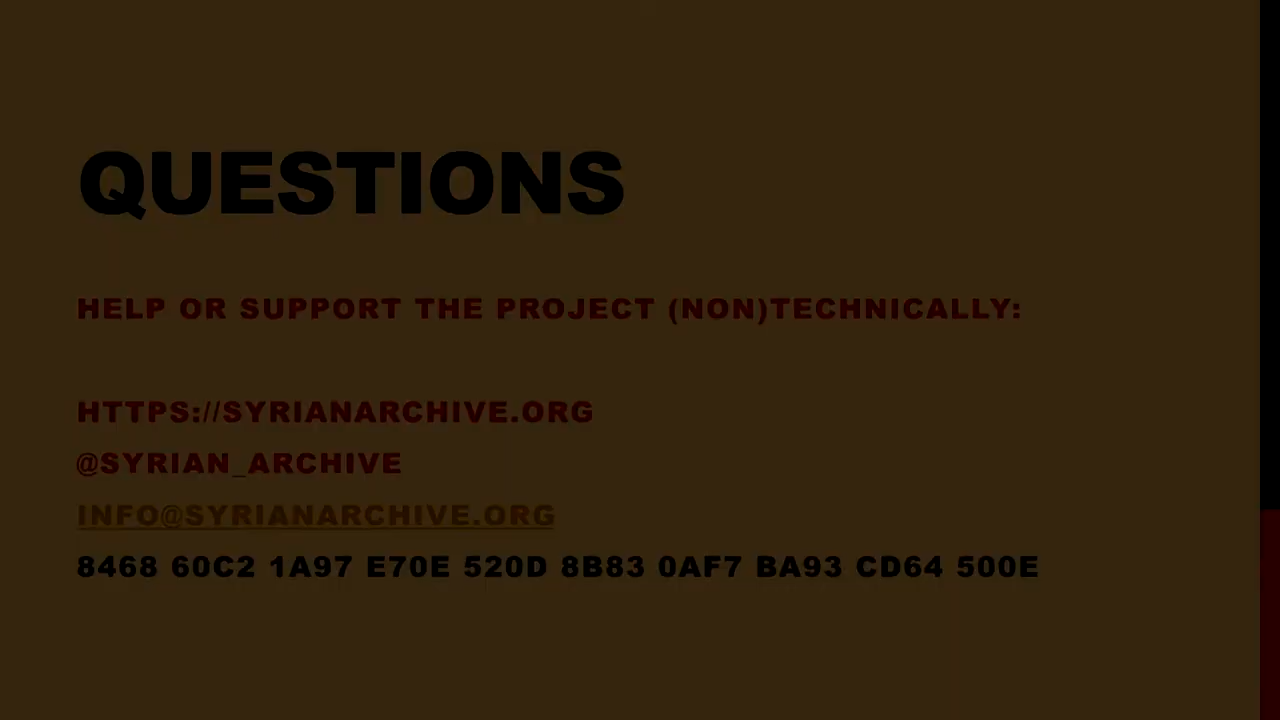 QUESTIONS
HELP OR SUPPORT THE PROJECT (NON)TECHNICALLY:
HTTPS://SYRIANARCHIVE.ORG
@SYRIAN_ARCHIVE
INFO@SYRIANARCHIVE.ORG
8468 60C2 1A97 E70E 520D 8B83 0AF7 BA93 CD64 500E